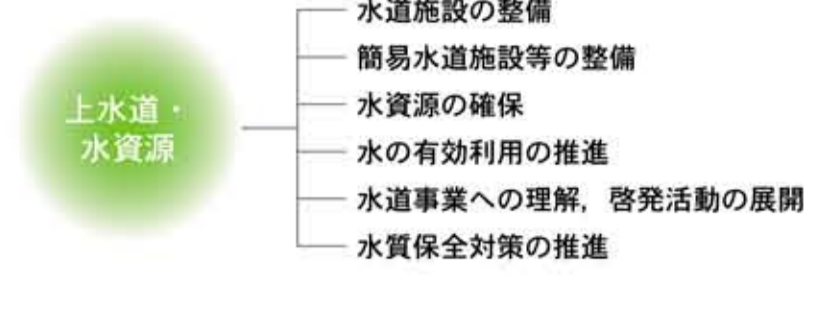 水道施設の整備
簡易水道施設等の整備
上水道・
水資源
水資源の確保
水の有効利用の推進
水道事業への理解，啓発活動の展開
水質保全対策の推進